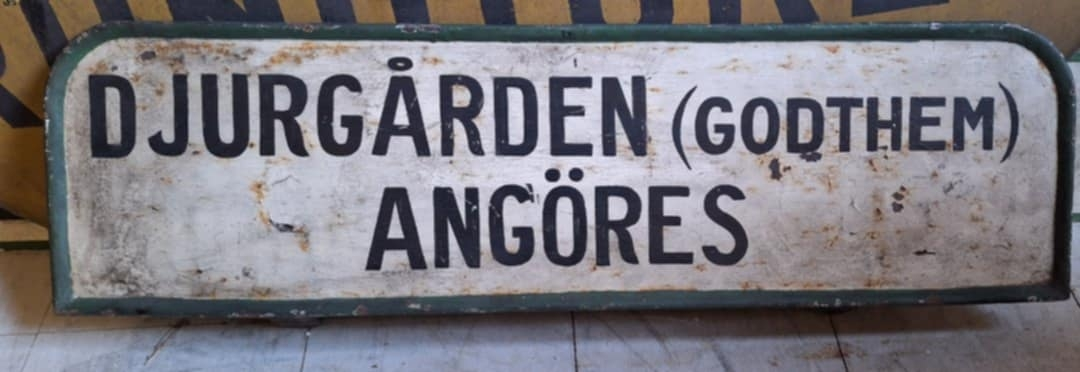 DJURGÅRDEN (GODTHEM)
ANGÖRES